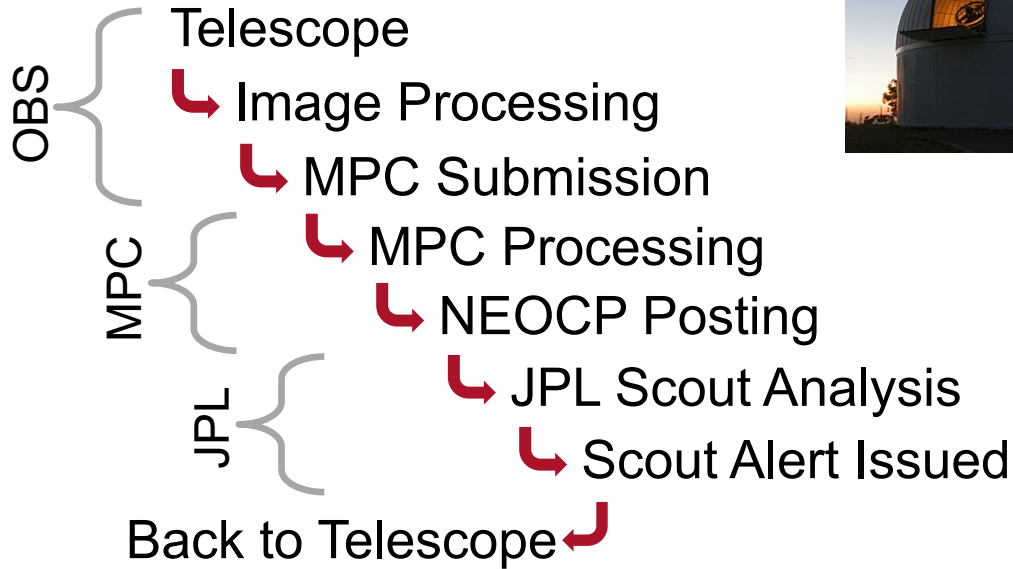 OBS
Telescope
Image Processing
MPC Submission
MPC
MPC Processing
NEOCP Posting
JPL
JPL Scout Analysis
Scout Alert Issued
Back to Telescope